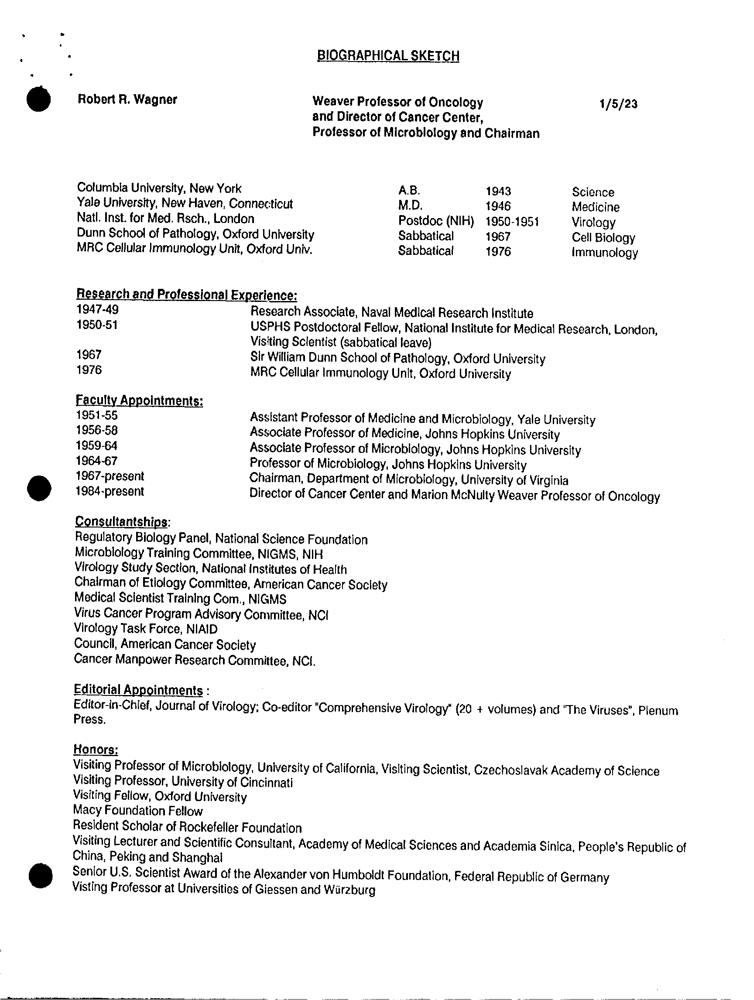 BIOGRAPHICAL SKETCH
Robert R. Wagner Weaver Professor of Oncology 1/5/23
and Director of Cancer Center,
Professor of Microbiology and Chairman
Columbia University, New York A.B. 1943 Science
Yale University, New Haven, Connecticut M.D. 1946 Medicine
Natl. Inst. for Med. Rsch., London Postdoc (NIH) 1950-1951 Virology
Dunn School of Pathology, Oxford University Sabbatical 1967 Cell Biology
MRC Cellular Immunology Unit, Oxford Univ. Sabbatical 1976 Immunology
Research and Professional Experience:
1947-49 Research Associate, Naval Medical Research Institute
1950-51 USPHS Postdoctoral Fellow, National Institute for Medical Research, London,
Visiting Scientist (sabbatical leave)
1967 Sir William Dunn School of Pathology, Oxford University
1976 MRC Cellular Immunology Unit, Oxford University
Faculty Appointments:
1951-55 Assistant Professor of Medicine and Microbiology, Yale University
1956-58 Associate Professor of Medicine, Johns Hopkins University
1959-64 Associate Professor of Microbiology, Johns Hopkins University
1964-67 Professor of Microbiology, Johns Hopkins University
1967-present Chairman, Department of Microbiology, University of Virginia
1984-present Director of Cancer Center and Marion McNulty Weaver Professor of Oncology
Consultantships:
Regulatory Biology Panel, National Science Foundation
Microbiology Training Committee, NIGMS, NIH
Virology Study Section, National Institutes of Health
Chairman of Etiology Committee, American Cancer Society
Medical Scientist Training Com., NIGMS
Virus Cancer Program Advisory Committee, NCI
Virology Task Force, NIAID
Council, American Cancer Society
Cancer Manpower Research Committee, NCI.
Editorial Appointments :
Editor-in-Chief, Journal of Virology; Co-editor "Comprehensive Virology" (20 + volumes) and "The Viruses", Plenum
Press.
Honors:
Visiting Professor of Microbiology, University of California, Visiting Scientist, Czechoslavak Academy of Science
Visiting Professor, University of Cincinnati
Visiting Fellow, Oxford University
Macy Foundation Fellow
Resident Scholar of Rockefeller Foundation
Visiting Lecturer and Scientific Consultant, Academy of Medical Sciences and Academia Sinica, People's Republic of
China, Peking and Shanghai
Senior U.S. Scientist Award of the Alexander von Humboldt Foundation, Federal Republic of Germany
Visting Professor at Universities of Giessen and Würzburg